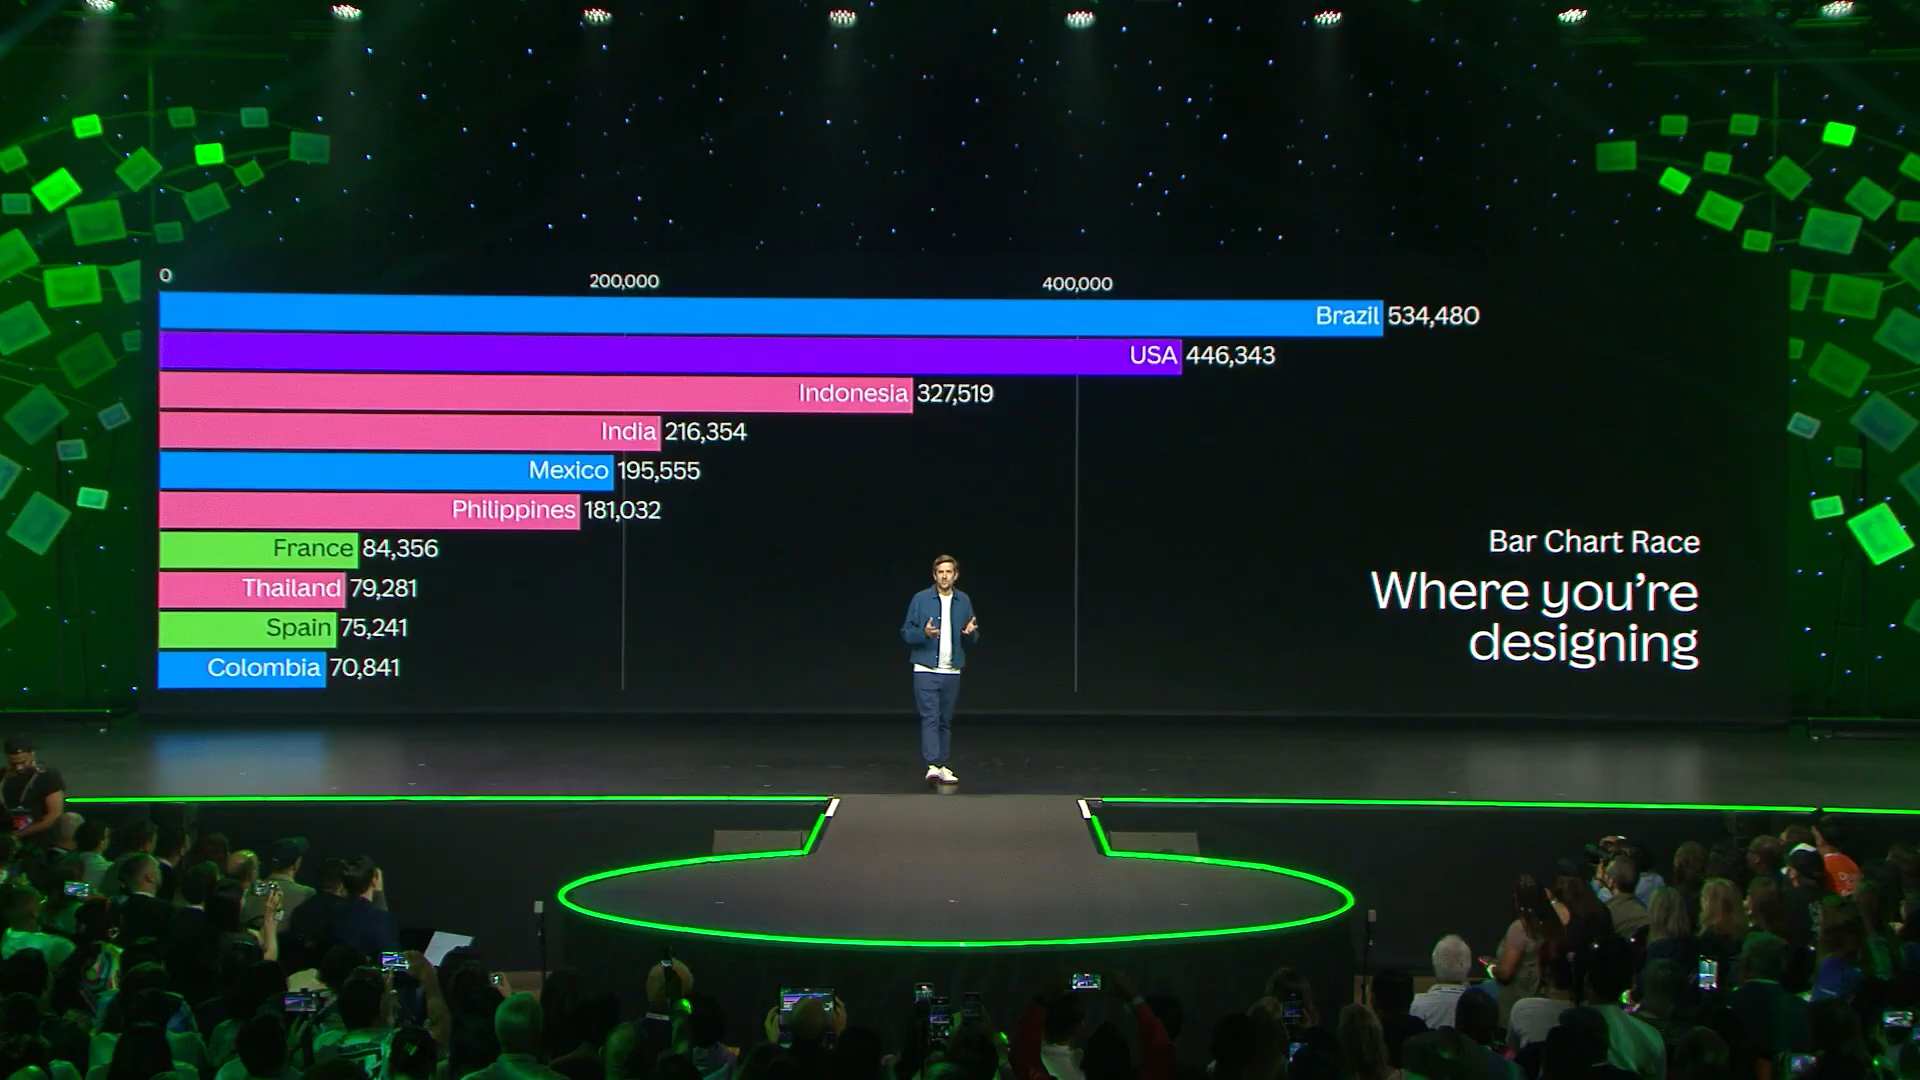 0
200,000
400,000
Brazil 534,480
USA 446,343
Indonesia 327,519
India 216,354
Mexico 195,555
Philippines 181,032
France 84,356
Thailand 79,281
Spain 75,241
Colombia 70,841
Bar Chart Race
Where you're
designing